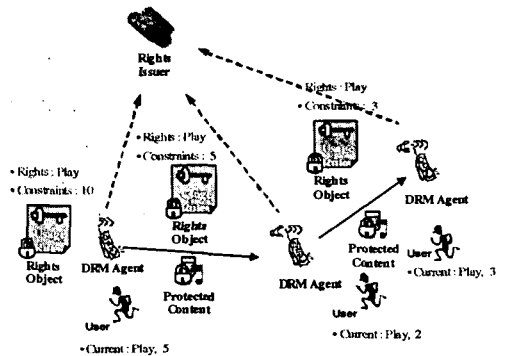 Rights
Issuer
• Rights : Play
• Constraints : 3
• Rights : Play
• Constraints : 5
• Rights : Play
• Constraints : 10
Rights
Object
DRM Agent
Rights
Object
Rights
Object
DRM Agent
Protected
Content
DRM Agent
Protected
Content
User
• Current : Play, 3
User
• Current : Play, 2
User
• Current : Play, 5